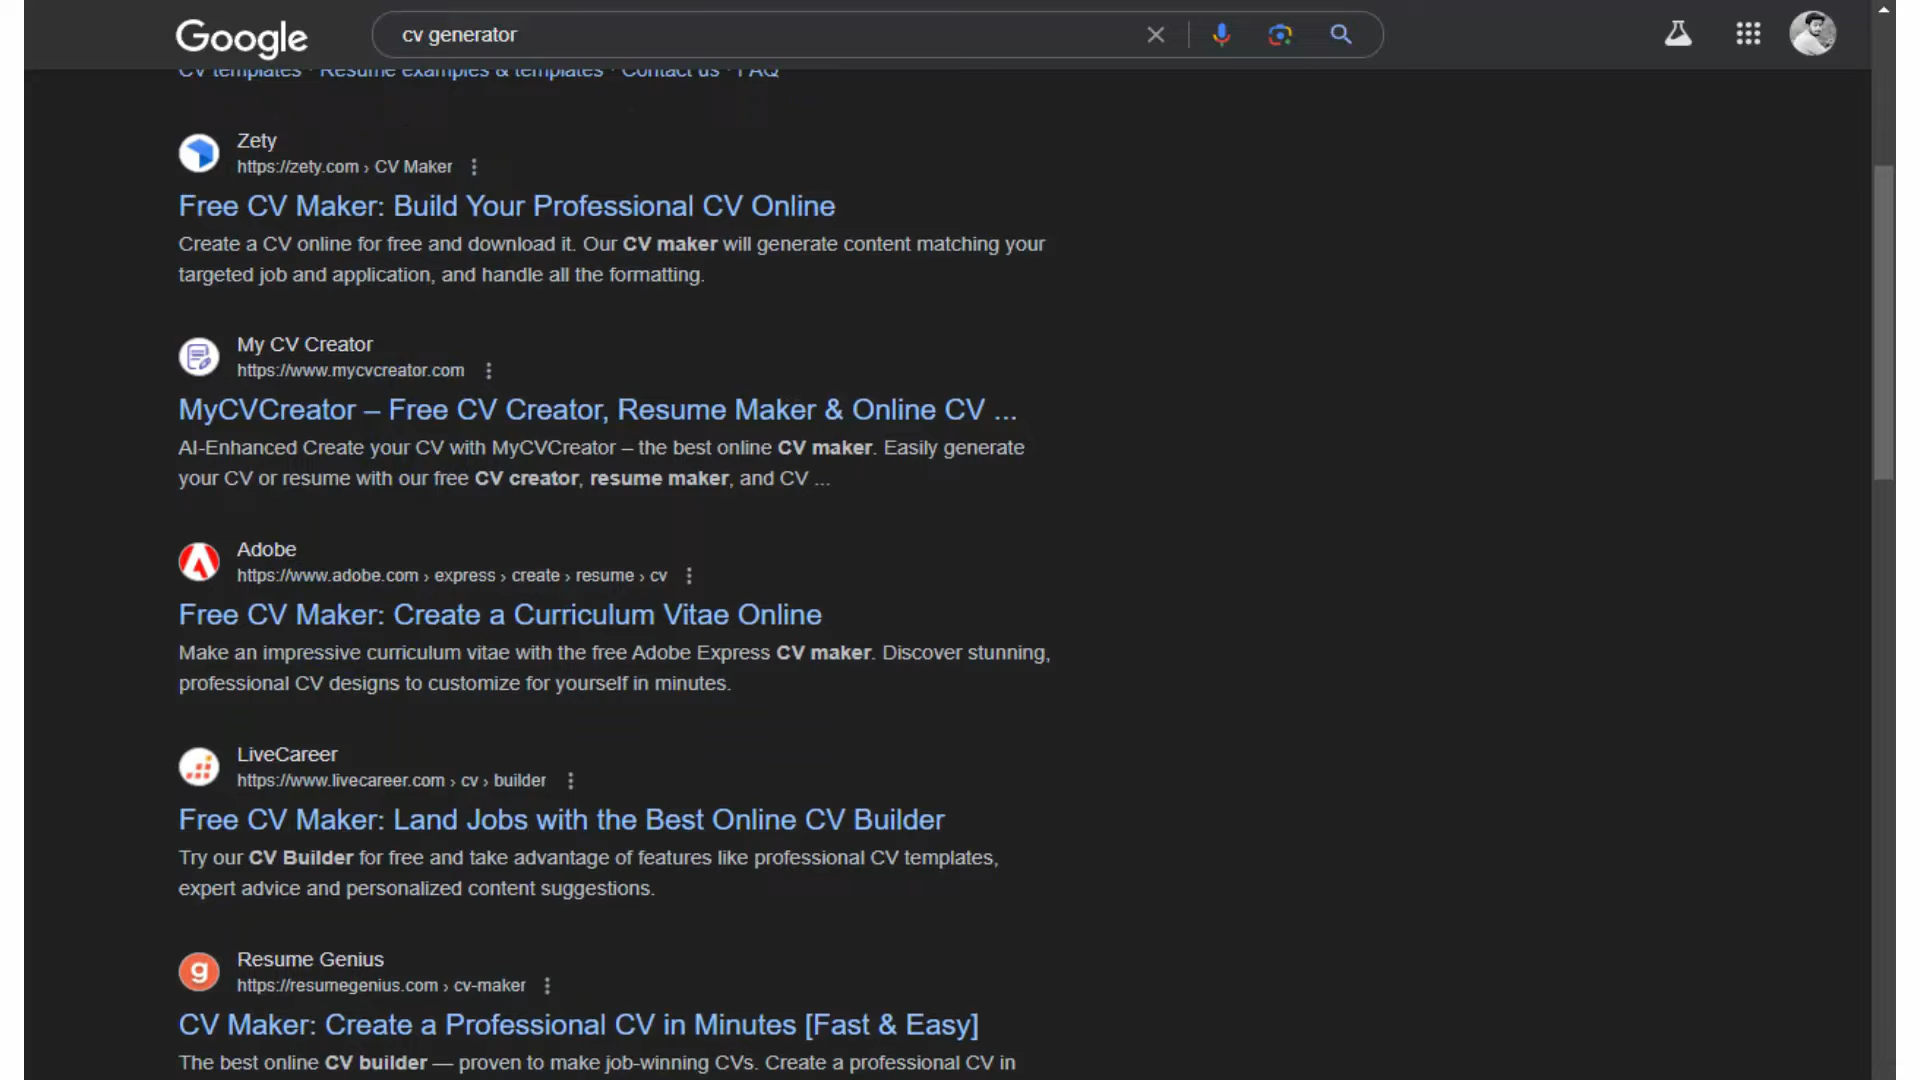 Google
cv generator
CV templates · Resume examples & templates · Contact us · FAQ
Zety
https://zety.com › CV Maker
Free CV Maker: Build Your Professional CV Online
Create a CV online for free and download it. Our CV maker will generate content matching your
targeted job and application, and handle all the formatting.
My CV Creator
https://www.mycvcreator.com
MyCVCreator – Free CV Creator, Resume Maker & Online CV ...
AI-Enhanced Create your CV with MyCVCreator – the best online CV maker. Easily generate
your CV or resume with our free CV creator, resume maker, and CV ...
Adobe
https://www.adobe.com › express › create › resume › cv
Free CV Maker: Create a Curriculum Vitae Online
Make an impressive curriculum vitae with the free Adobe Express CV maker. Discover stunning,
professional CV designs to customize for yourself in minutes.
LiveCareer
https://www.livecareer.com › cv › builder
Free CV Maker: Land Jobs with the Best Online CV Builder
Try our CV Builder for free and take advantage of features like professional CV templates,
expert advice and personalized content suggestions.
g
Resume Genius
https://resumegenius.com › cv-maker
CV Maker: Create a Professional CV in Minutes [Fast & Easy]
The best online CV builder — proven to make job-winning CVs. Create a professional CV in